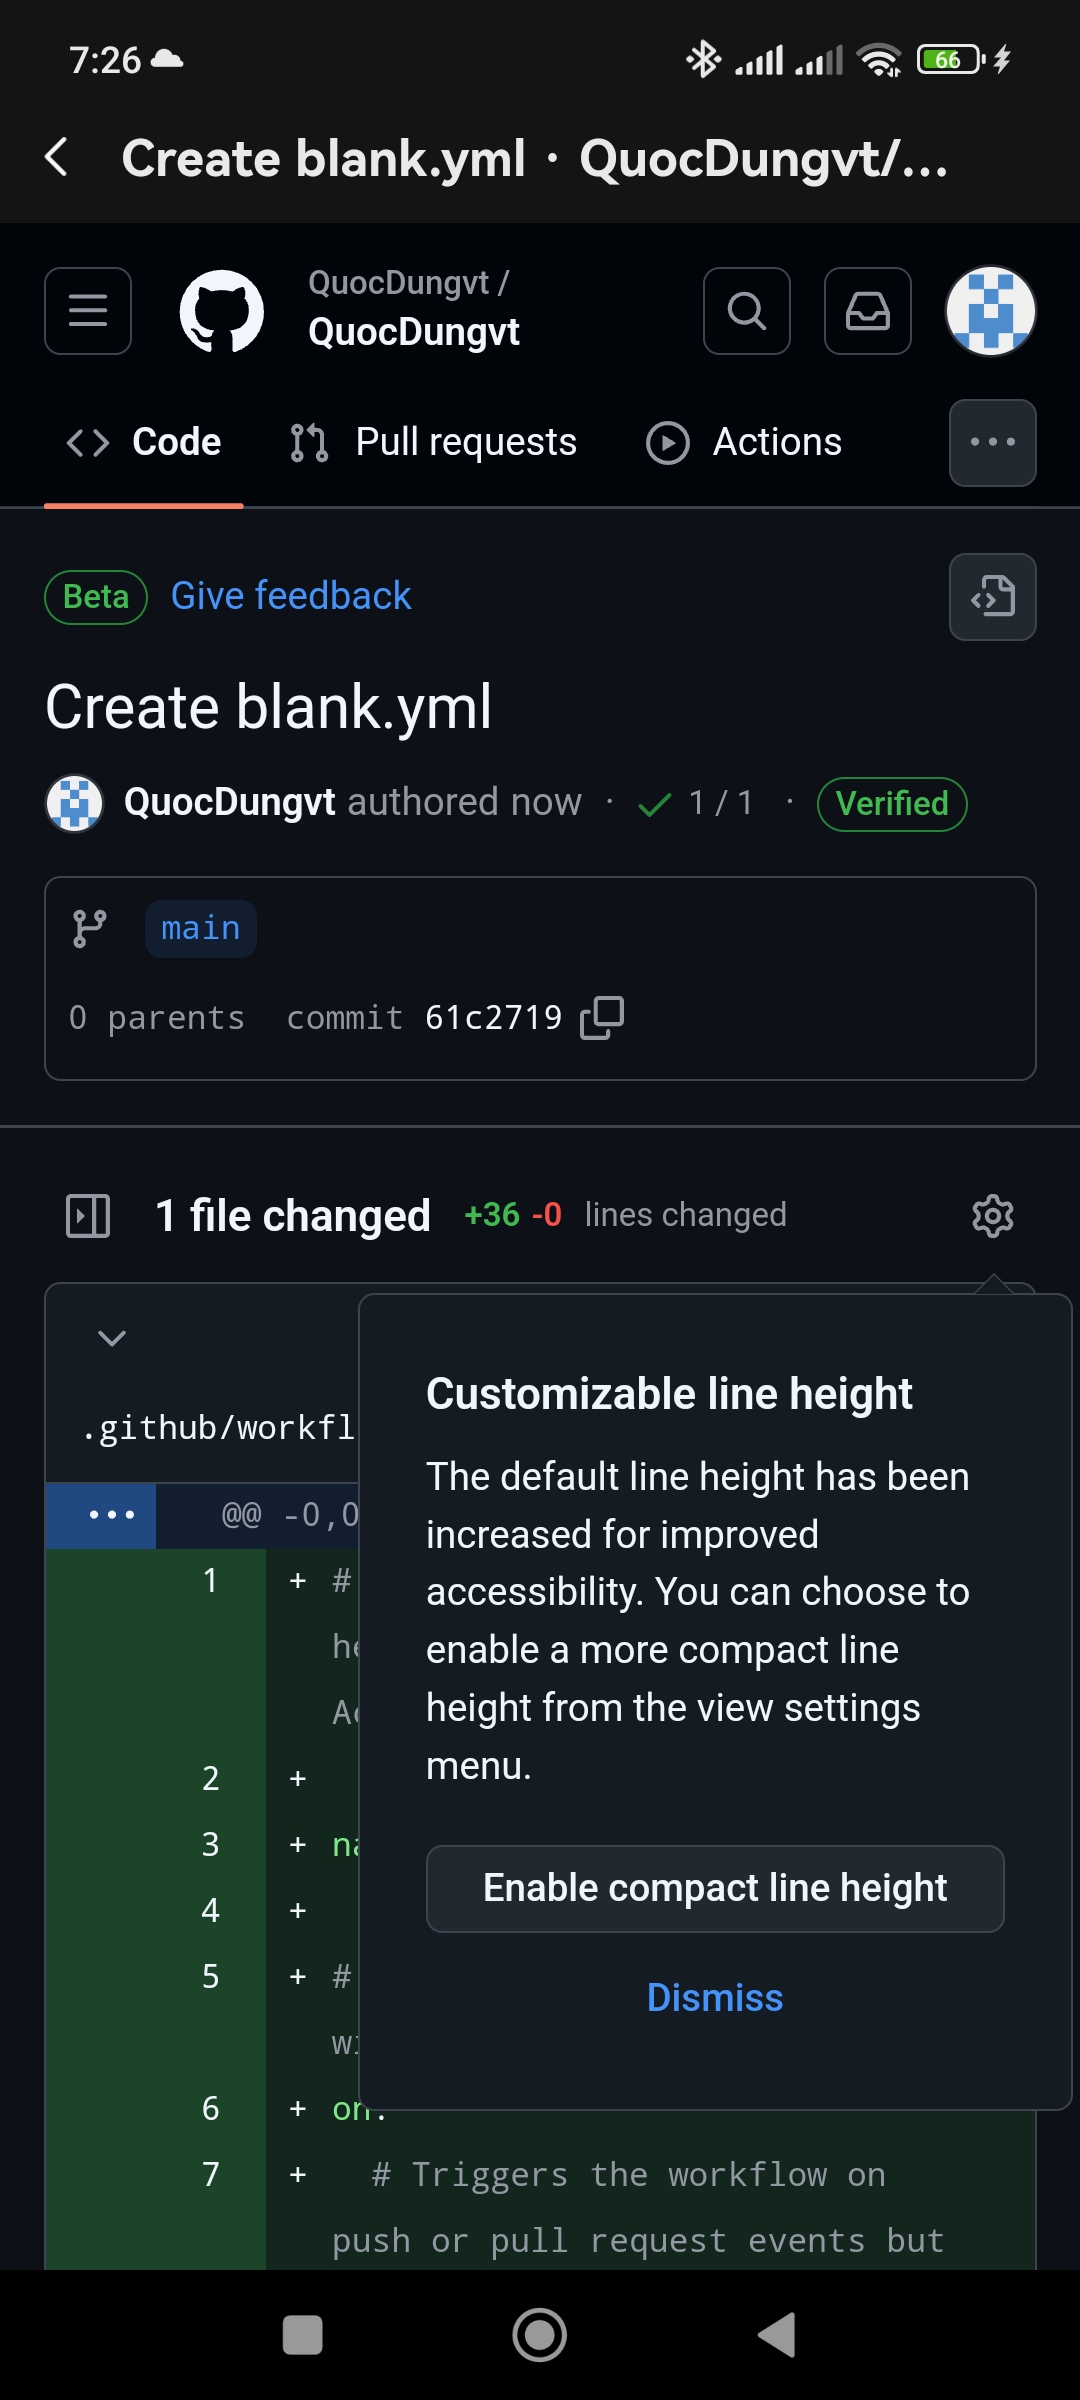 7:26
66
Create blank.yml · QuocDungvt/...
QuocDungvt /
QuocDungvt
Code
Pull requests
Actions
Beta
Give feedback
Create blank.yml
QuocDungvt authored now · 1 / 1 · Verified
main
0 parents commit 61c2719
1 file changed +36 -0 lines changed
Customizable line height
The default line height has been
increased for improved
accessibility. You can choose to
enable a more compact line
height from the view settings
menu.
Enable compact line height
Dismiss
.github/workfl
@@ -0,0
1 + #
he
Ac
2 +
3 + na
4 +
5 + #
wi
6 + on:
7 + # Triggers the workflow on
push or pull request events but